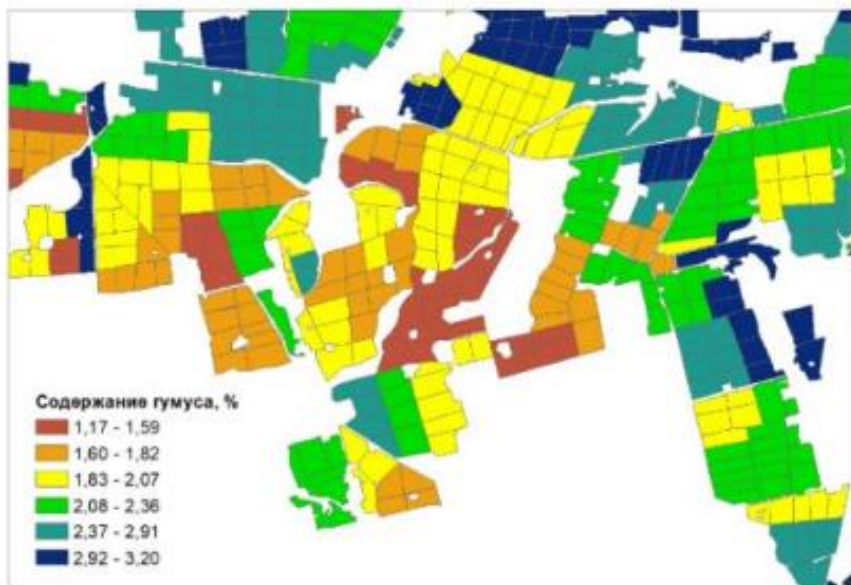 Содержание гумуса, %
1,17 - 1,59
1,60 - 1,82
1,83 - 2,07
2,08 - 2,36
2,37 - 2,91
2,92 - 3,20